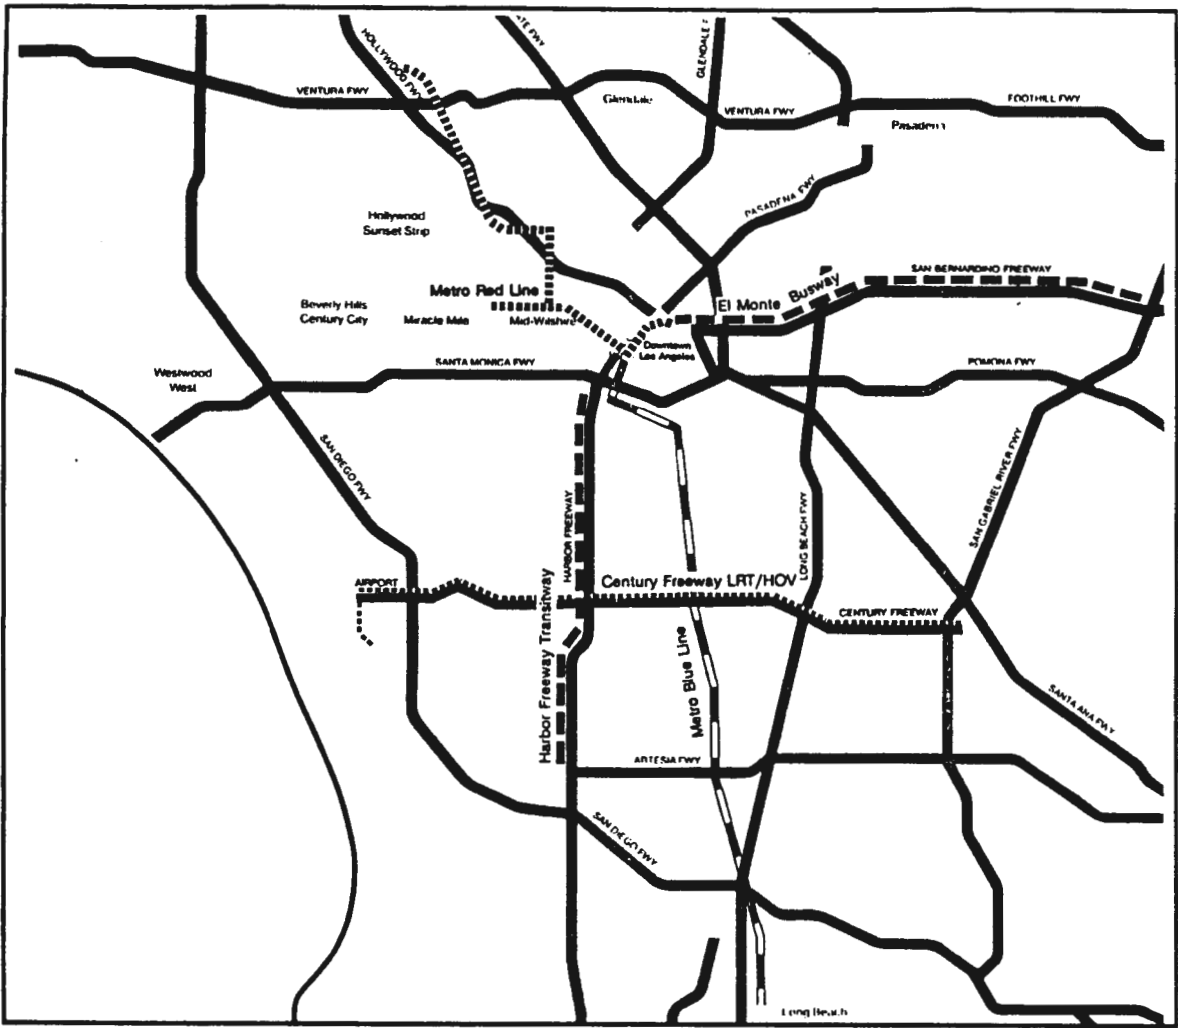 HOLLYWOOD FWY
ATE FWY
GLENDALE F
VENTURA FWY
Glendale
VENTURA FWY
FOOTHILL FWY
Pasadena
PASADENA FWY
Hollywood
Sunset Strip
SAN BERNARDINO FREEWAY
El Monte Busway
Metro Red Line
Beverly Hills
Century City
Miracle Mile
Mid-Wilshire
Downtown
Los Angeles
SANTA MONICA FWY
POMONA FWY
Westwood
West
SAN DIEGO FWY
HARBOR FREEWAY
LONG BEACH FWY
SAN GABRIEL RIVER FWY
AIRPORT
Century Freeway LRT/HOV
CENTURY FREEWAY
Harbor Freeway Transitway
Metro Blue Line
SANTA ANA FWY
ARTESIA FWY
SAN DIEGO FWY
Long Beach